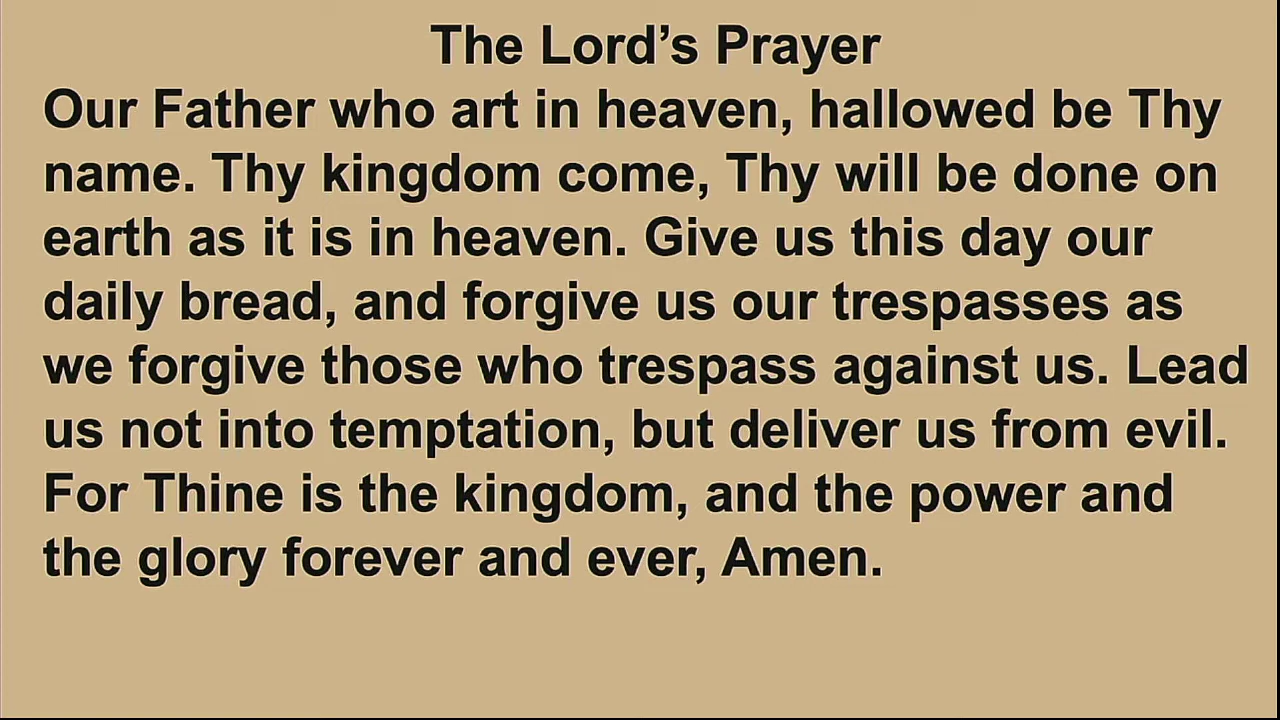 The Lord’s Prayer
Our Father who art in heaven, hallowed be Thy
name. Thy kingdom come, Thy will be done on
earth as it is in heaven. Give us this day our
daily bread, and forgive us our trespasses as
we forgive those who trespass against us. Lead
us not into temptation, but deliver us from evil.
For Thine is the kingdom, and the power and
the glory forever and ever, Amen.